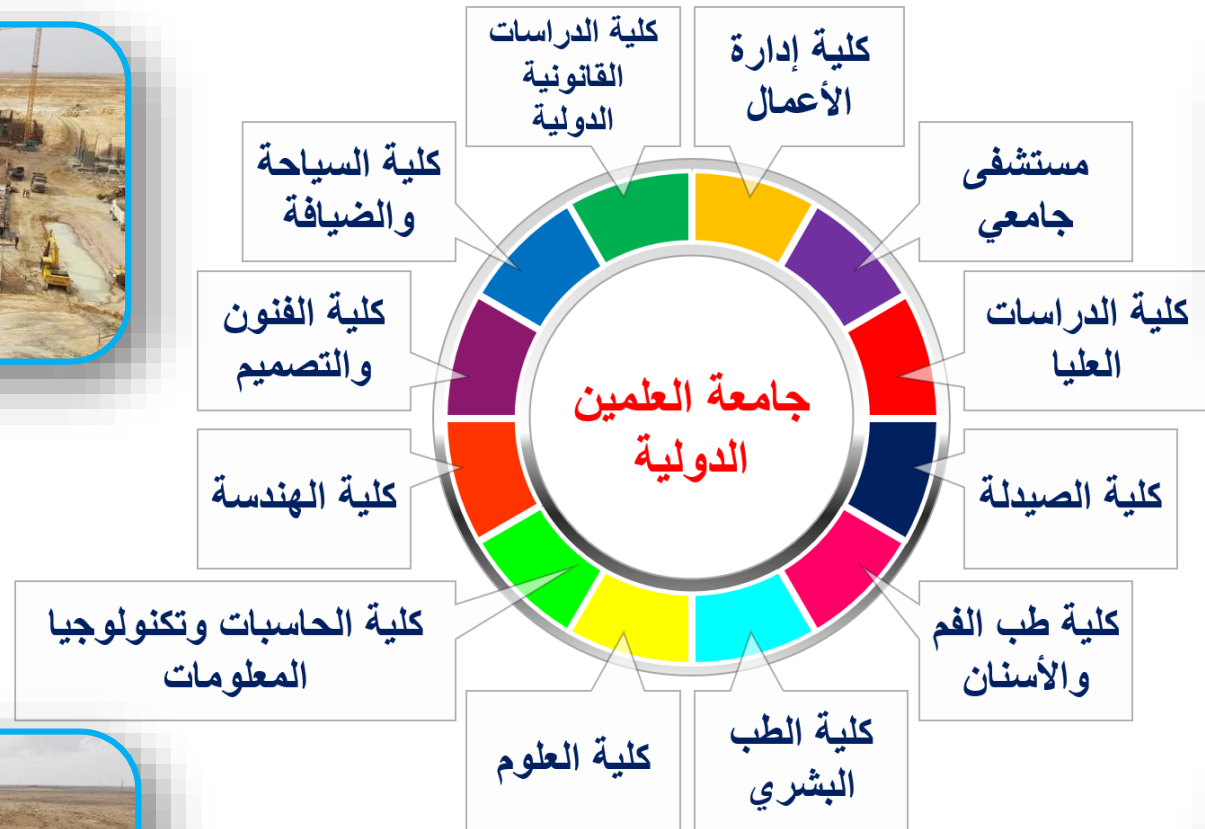 كلية الدراسات
القانونية
الدولية
كلية إدارة
الأعمال
مستشفى
جامعي
كلية الدراسات
العليا
كلية الصيدلة
كلية طب الفم
والأسنان
كلية الطب
البشري
كلية العلوم
كلية الحاسبات وتكنولوجيا
المعلومات
كلية الهندسة
كلية الفنون
والتصميم
كلية السياحة
والضيافة
جامعة العلمين
الدولية